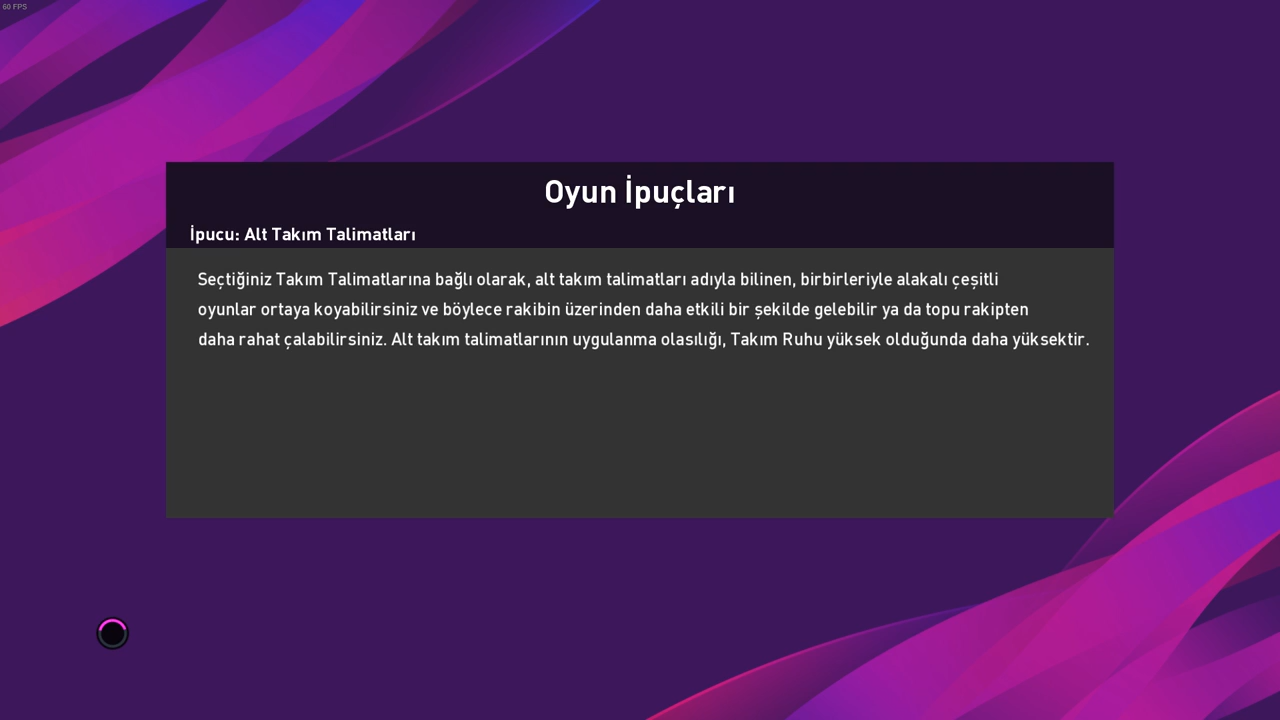 60 FPS
Oyun İpuçları
İpucu: Alt Takım Talimatları
Seçtiğiniz Takım Talimatlarına bağlı olarak, alt takım talimatları adıyla bilinen, birbirleriyle alakalı çeşitli
oyunlar ortaya koyabilirsiniz ve böylece rakibin üzerinden daha etkili bir şekilde gelebilir ya da topu rakipten
daha rahat çalabilirsiniz. Alt takım talimatlarının uygulanma olasılığı, Takım Ruhu yüksek olduğunda daha yüksektir.